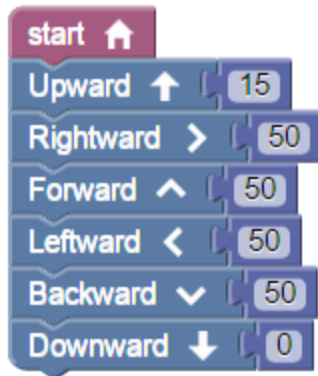 start
Upward 15
Rightward 50
Forward 50
Leftward 50
Backward 50
Downward 0